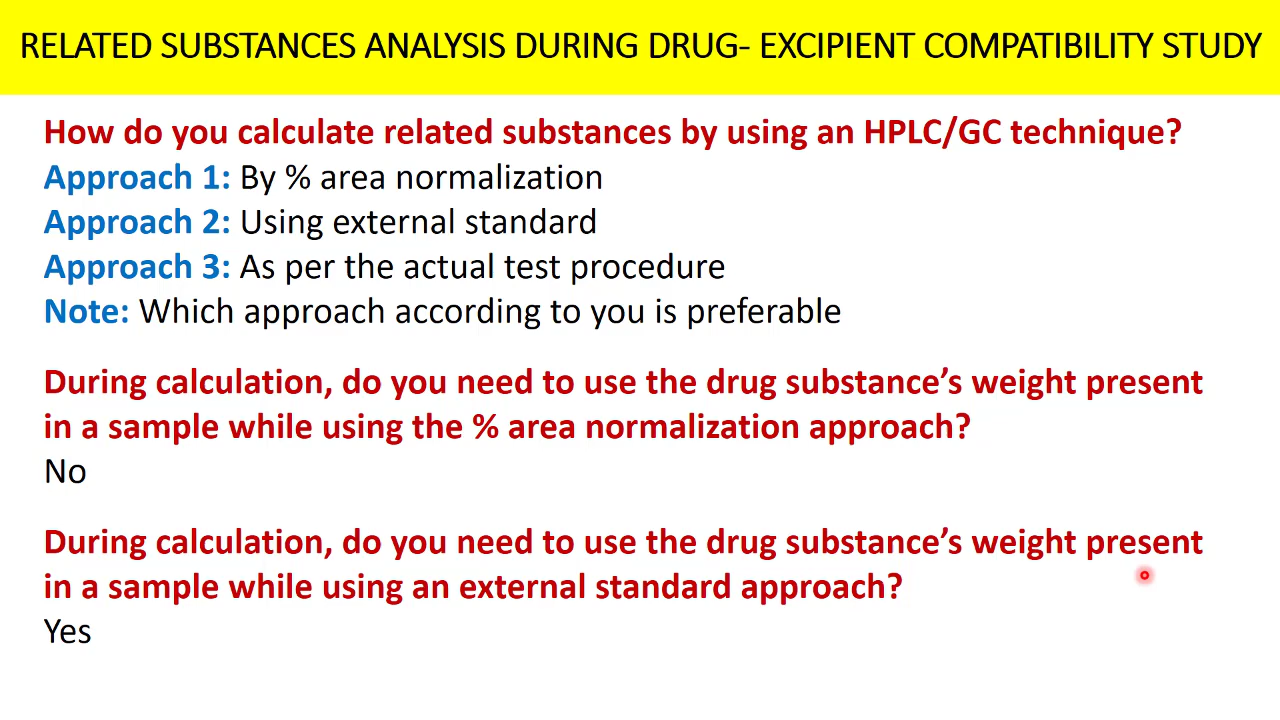 RELATED SUBSTANCES ANALYSIS DURING DRUG- EXCIPIENT COMPATIBILITY STUDY
How do you calculate related substances by using an HPLC/GC technique?
Approach 1: By % area normalization
Approach 2: Using external standard
Approach 3: As per the actual test procedure
Note: Which approach according to you is preferable
During calculation, do you need to use the drug substance’s weight present
in a sample while using the % area normalization approach?
No
During calculation, do you need to use the drug substance’s weight present
in a sample while using an external standard approach?
Yes